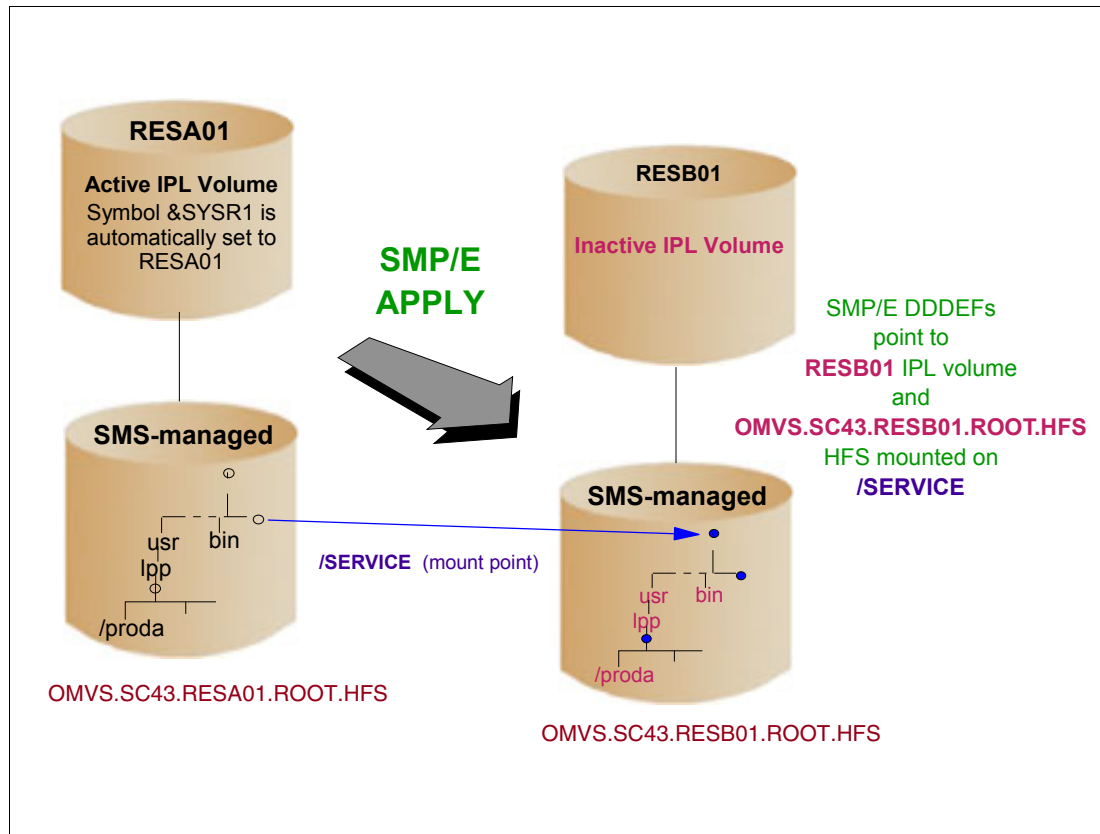 RESA01
Active IPL Volume
Symbol &SYSR1 is
automatically set to
RESA01
SMP/E
APPLY
RESB01
Inactive IPL Volume
SMP/E DDDEFs
point to
RESB01 IPL volume
and
OMVS.SC43.RESB01.ROOT.HFS
HFS mounted on
/SERVICE
SMS-managed
usr bin
lpp
/proda
OMVS.SC43.RESA01.ROOT.HFS
/SERVICE (mount point)
SMS-managed
usr bin
lpp
/proda
OMVS.SC43.RESB01.ROOT.HFS